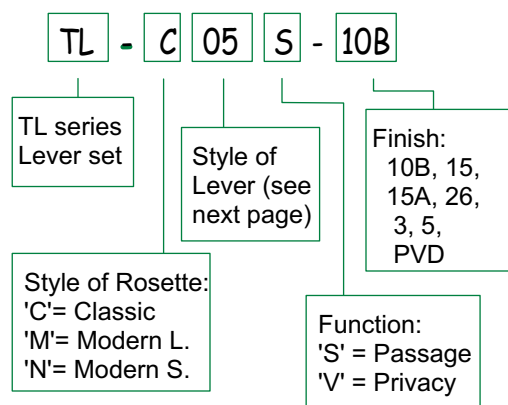 TL - C 05 S - 10B
TL series
Lever set
Style of
Lever (see
next page)
Finish:
10B, 15,
15A, 26,
3, 5,
PVD
Style of Rosette:
'C'= Classic
'M'= Modern L.
'N'= Modern S.
Function:
'S' = Passage
'V' = Privacy